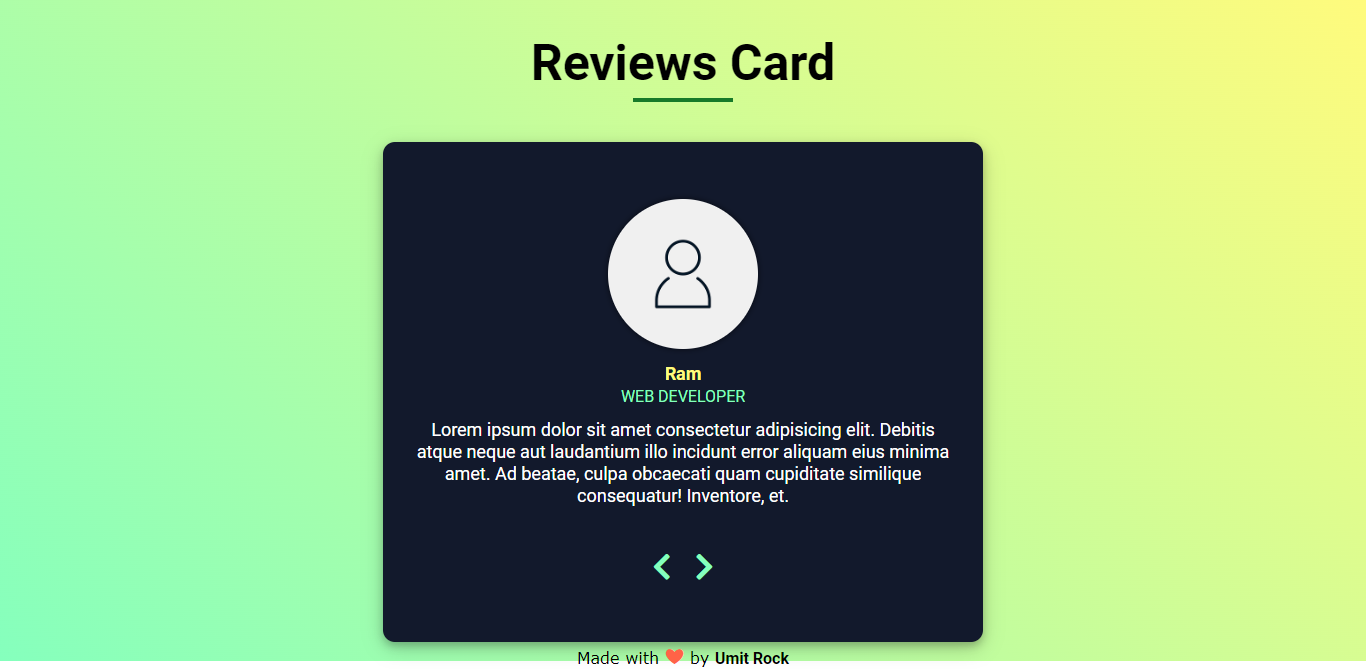 Reviews Card
Ram
WEB DEVELOPER
Lorem ipsum dolor sit amet consectetur adipisicing elit. Debitis
atque neque aut laudantium illo incidunt error aliquam eius minima
amet. Ad beatae, culpa obcaecati quam cupiditate similique
consequatur! Inventore, et.
Made with ❤ by Umit Rock